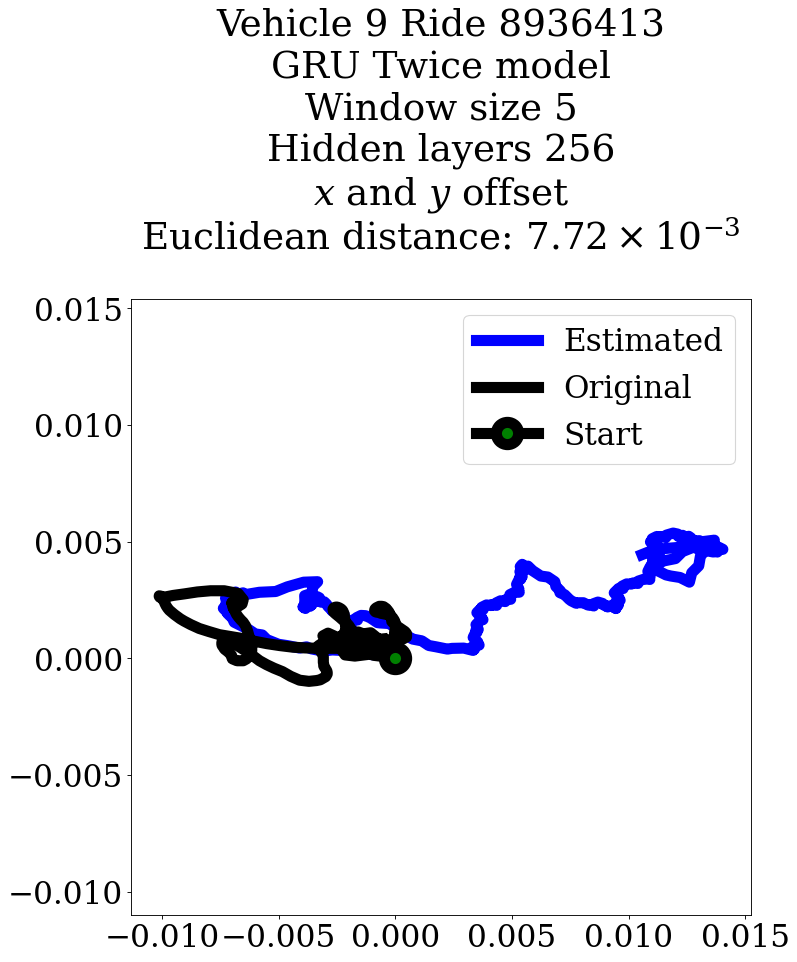 Vehicle 9 Ride 8936413
GRU Twice model
Window size 5
Hidden layers 256
x and y offset
Euclidean distance: 7.72 × 10⁻³
Estimated
Original
Start
0.015
0.010
0.005
0.000
−0.005
−0.010
−0.010 −0.005 0.000 0.005 0.010 0.015